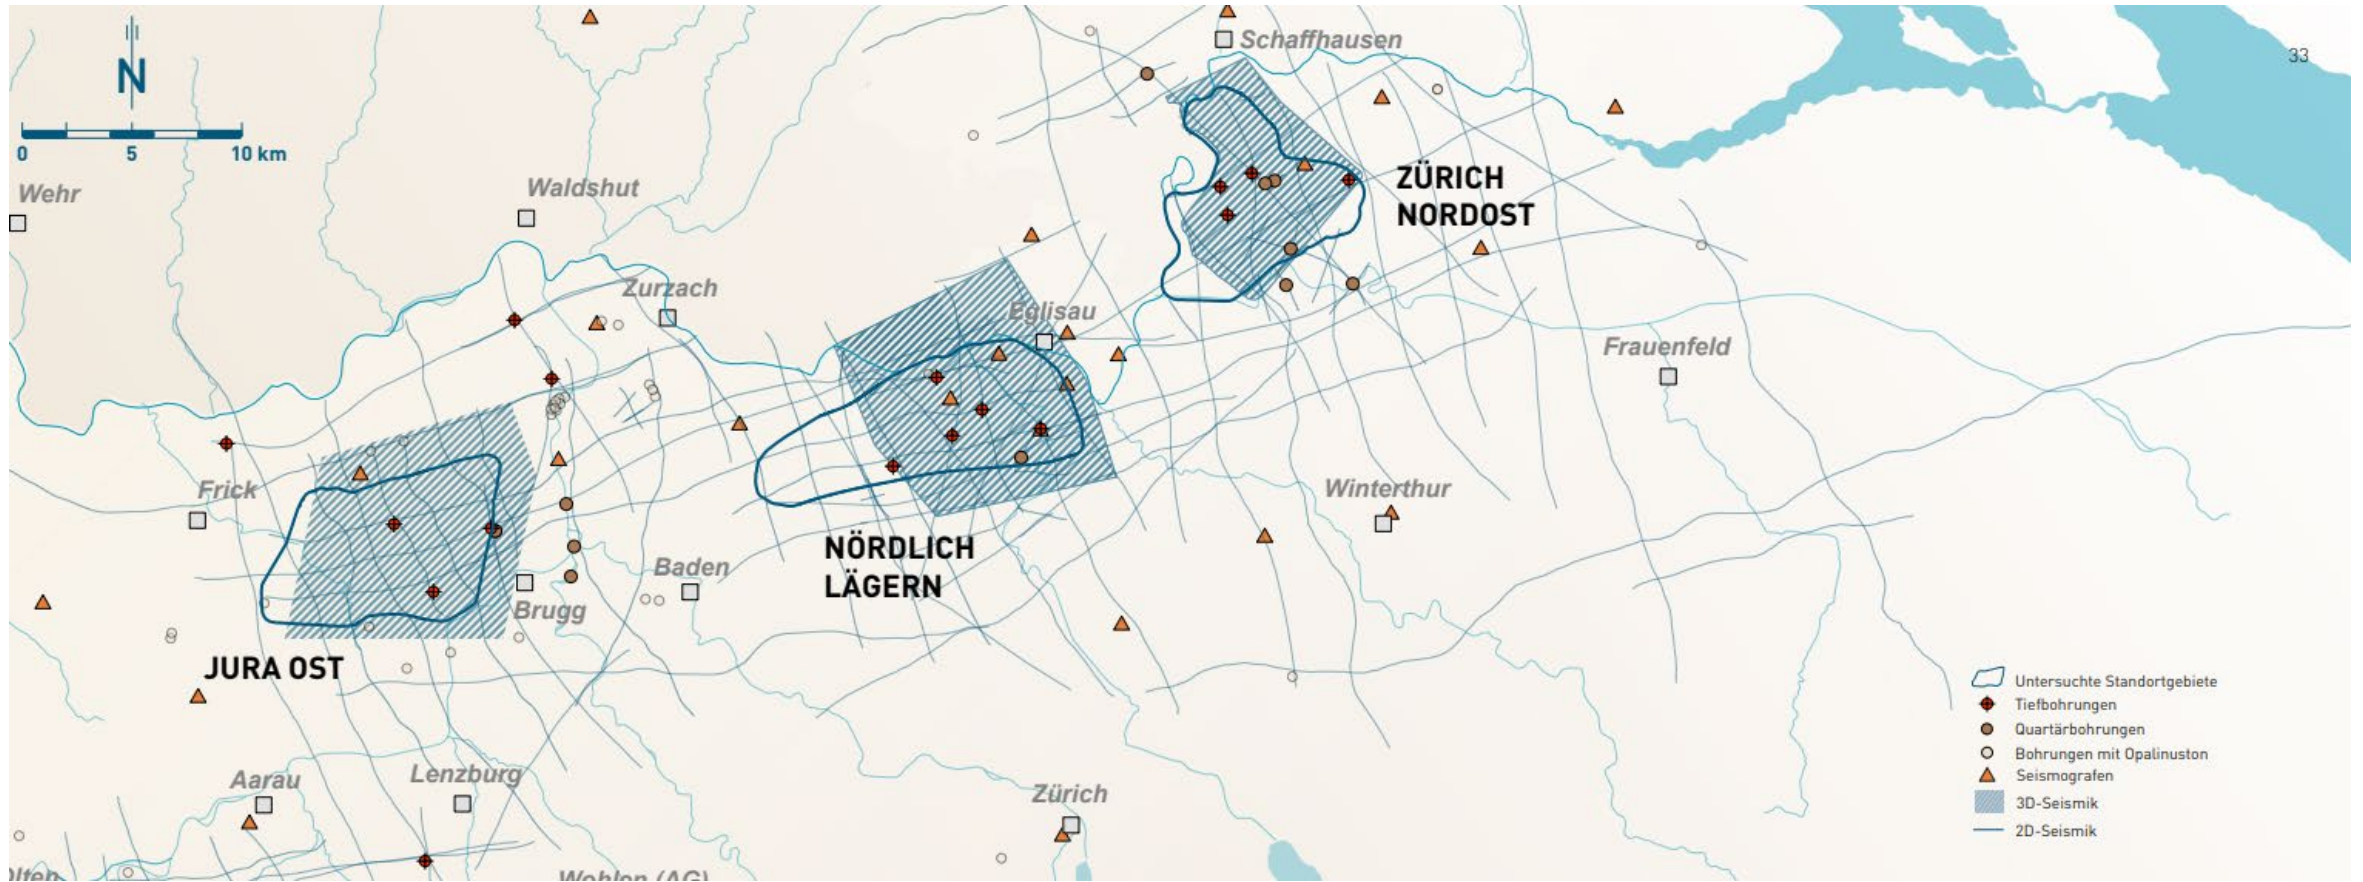 33
Schaffhausen
N
0 5 10 km
Wehr
Waldshut
ZÜRICH
NORDOST
Zurzach
Eglisau
Frauenfeld
Frick
Winterthur
NÖRDLICH
LÄGERN
Baden
Brugg
JURA OST
Aarau
Lenzburg
Zürich
Wohlen (AG)
Untersuchte Standortgebiete
Tiefbohrungen
Quartärbohrungen
Bohrungen mit Opalinuston
Seismografen
3D-Seismik
2D-Seismik